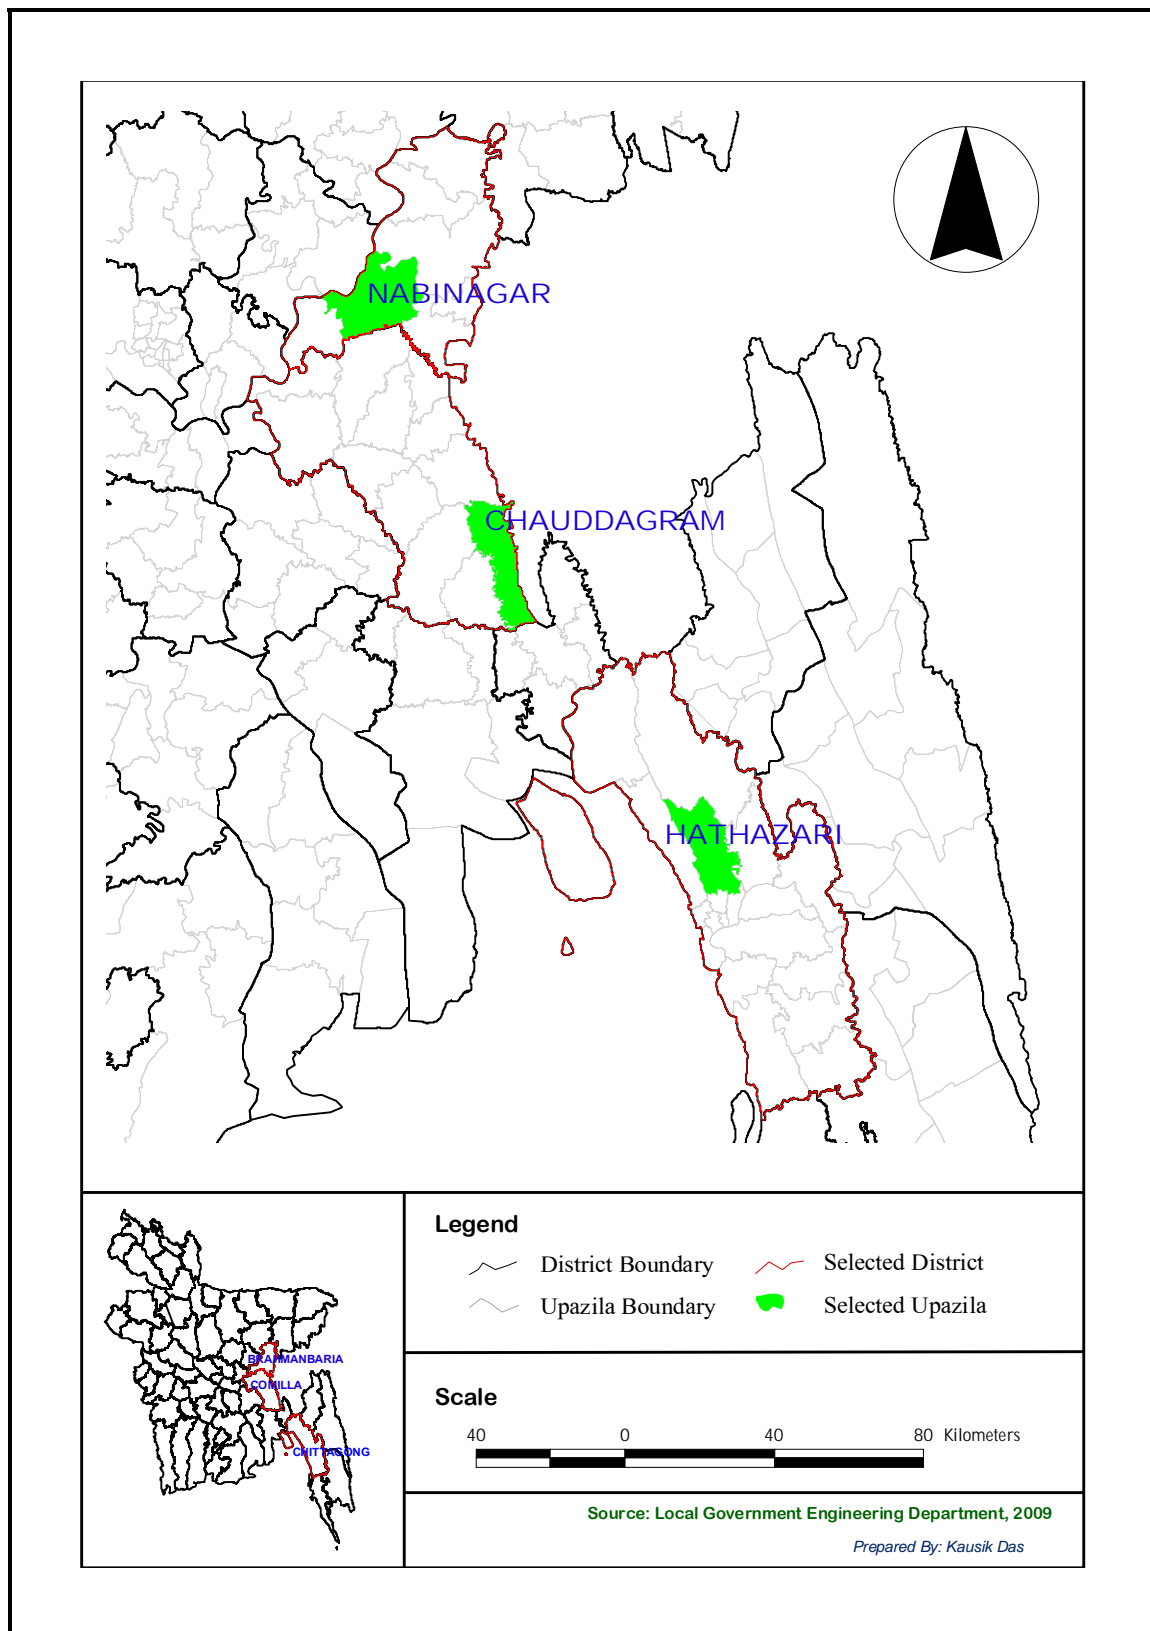 NABINAGAR
CHAUDDAGRAM
HATHAZARI
BRAHMANBARIA
COMILLA
CHITTAGONG
Legend
District Boundary
Selected District
Upazila Boundary
Selected Upazila
Scale
40 0 40 80 Kilometers
Source: Local Government Engineering Department, 2009
Prepared By: Kausik Das